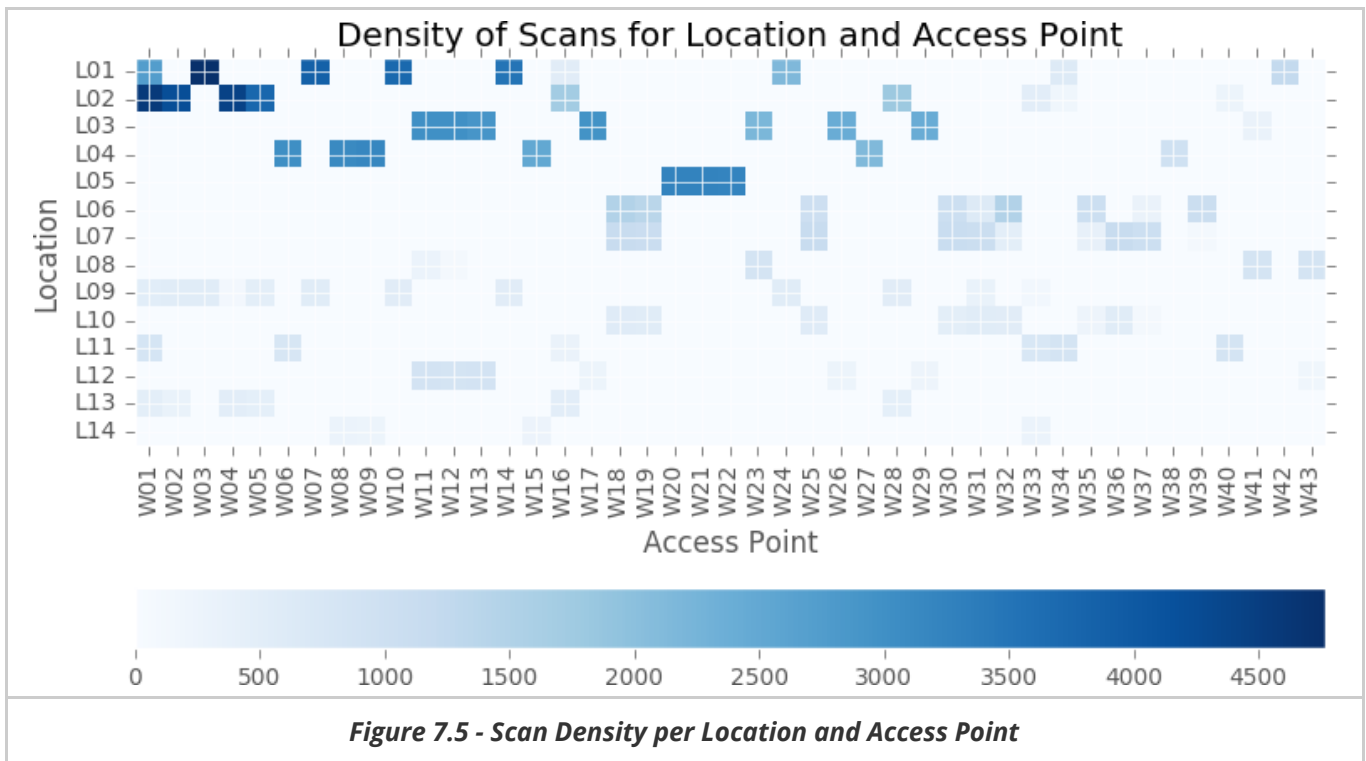 Density of Scans for Location and Access Point
Location
L01
L02
L03
L04
L05
L06
L07
L08
L09
L10
L11
L12
L13
L14
W01 W02 W03 W04 W05 W06 W07 W08 W09 W10 W11 W12 W13 W14 W15 W16 W17 W18 W19 W20 W21 W22 W23 W24 W25 W26 W27 W28 W29 W30 W31 W32 W33 W34 W35 W36 W37 W38 W39 W40 W41 W42 W43
Access Point
0 500 1000 1500 2000 2500 3000 3500 4000 4500
Figure 7.5 - Scan Density per Location and Access Point